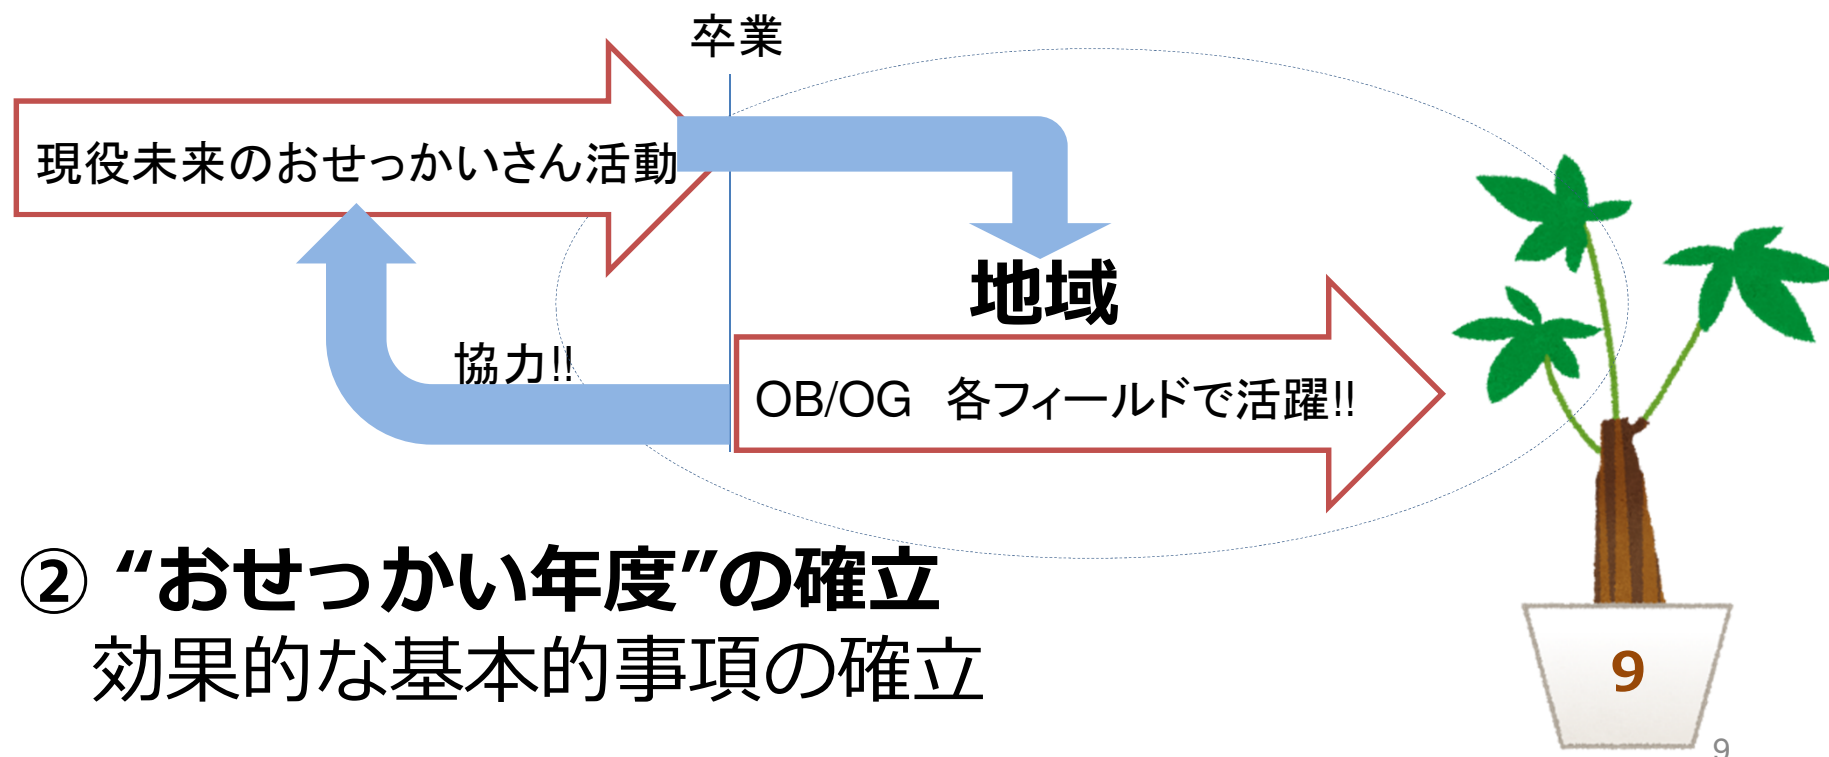 卒業
現役未来のおせっかいさん活動
地域
協力!!
OB/OG 各フィールドで活躍!!
② “おせっかい年度”の確立
効果的な基本的事項の確立
9
9